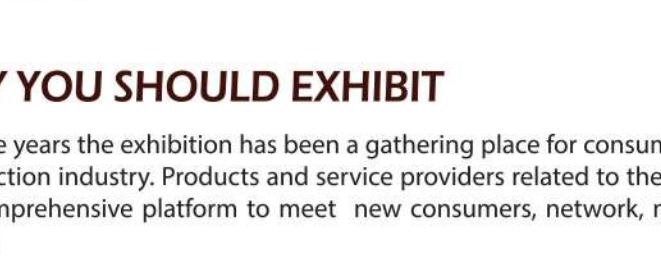 Y YOU SHOULD EXHIBIT
e years the exhibition has been a gathering place for consum
ction industry. Products and service providers related to the
mprehensive platform to meet new consumers, network, r